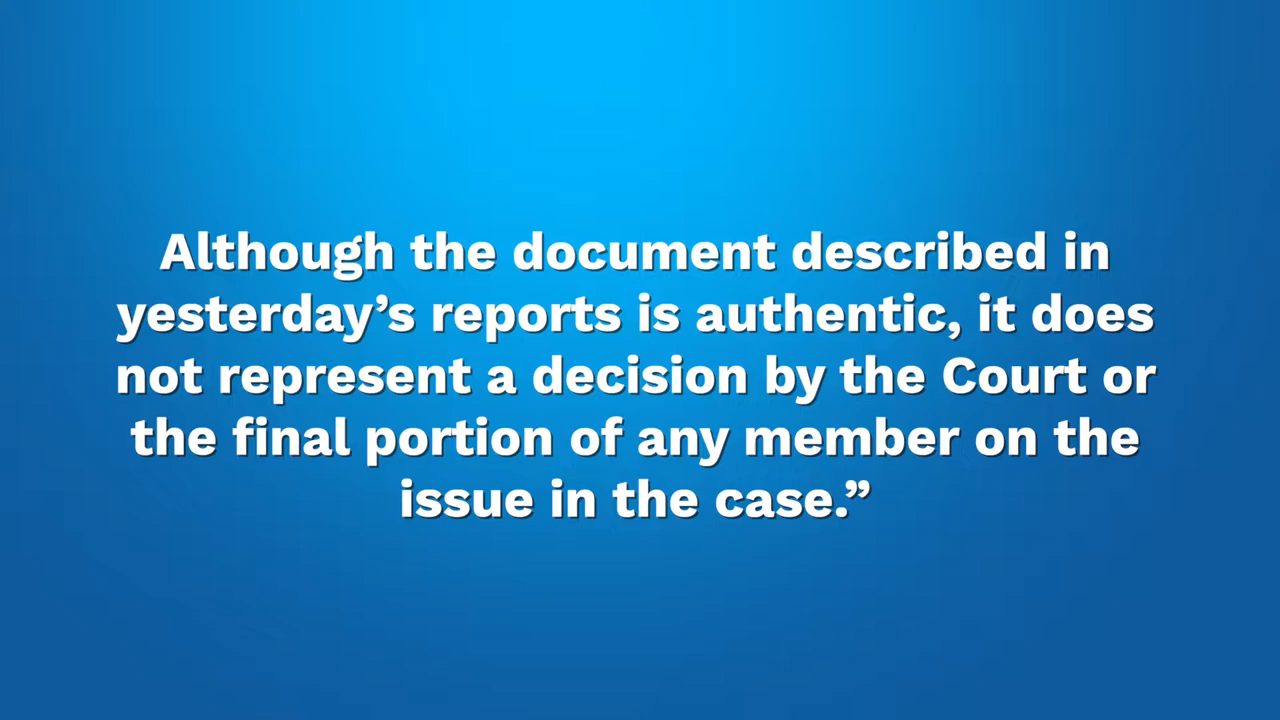 Although the document described in
yesterday’s reports is authentic, it does
not represent a decision by the Court or
the final portion of any member on the
issue in the case.”